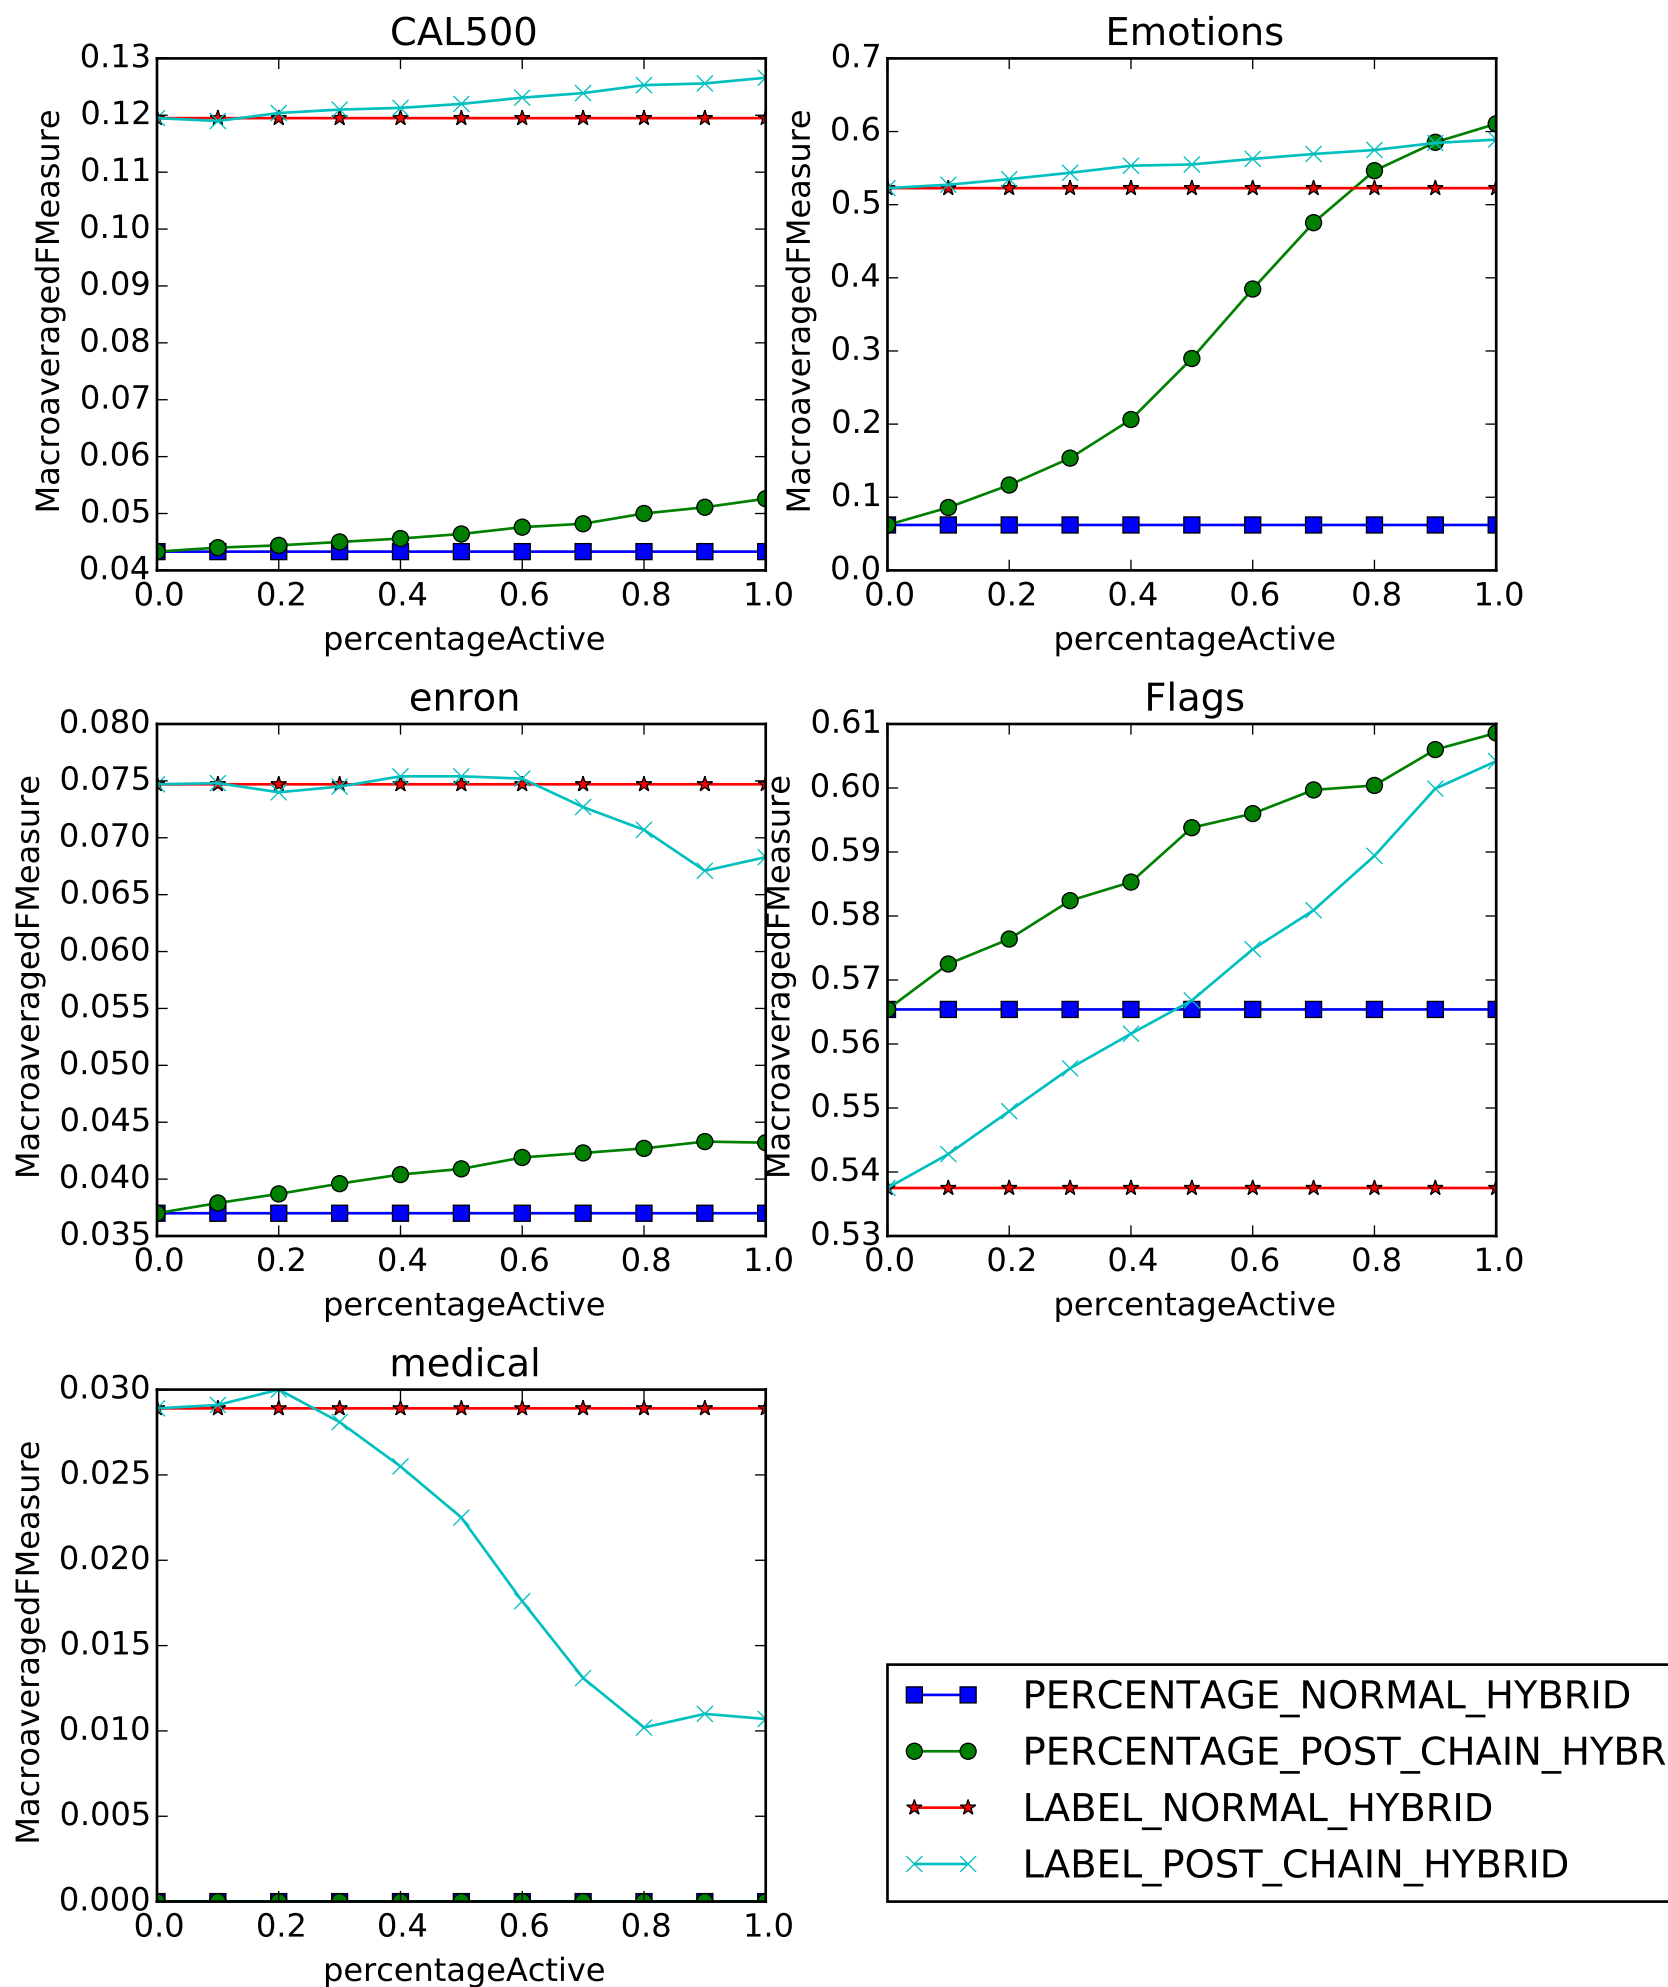 CAL500
0.13
0.12
0.11
0.10
0.09
0.08
0.07
0.06
0.05
0.04
MacroaveragedFMeasure
0.0 0.2 0.4 0.6 0.8 1.0
percentageActive
Emotions
0.7
0.6
0.5
0.4
0.3
0.2
0.1
0.0
MacroaveragedFMeasure
0.0 0.2 0.4 0.6 0.8 1.0
percentageActive
enron
0.080
0.075
0.070
0.065
0.060
0.055
0.050
0.045
0.040
0.035
MacroaveragedFMeasure
0.0 0.2 0.4 0.6 0.8 1.0
percentageActive
Flags
0.61
0.60
0.59
0.58
0.57
0.56
0.55
0.54
0.53
MacroaveragedFMeasure
0.0 0.2 0.4 0.6 0.8 1.0
percentageActive
medical
0.030
0.025
0.020
0.015
0.010
0.005
0.000
MacroaveragedFMeasure
0.0 0.2 0.4 0.6 0.8 1.0
percentageActive
PERCENTAGE_NORMAL_HYBRID
PERCENTAGE_POST_CHAIN_HYBR
LABEL_NORMAL_HYBRID
LABEL_POST_CHAIN_HYBRID